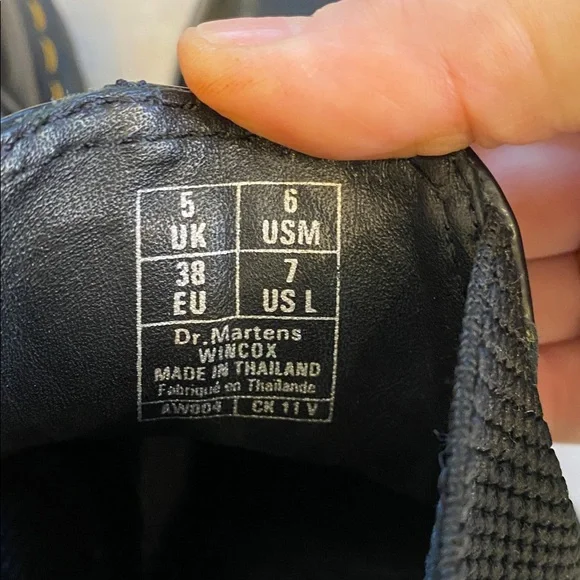 5 6
UK USM
38 7
EU US L
Dr. Martens
WINCOX
MADE IN THAILAND
Fabriqué en Thaïlande
AW004 CK 11 V